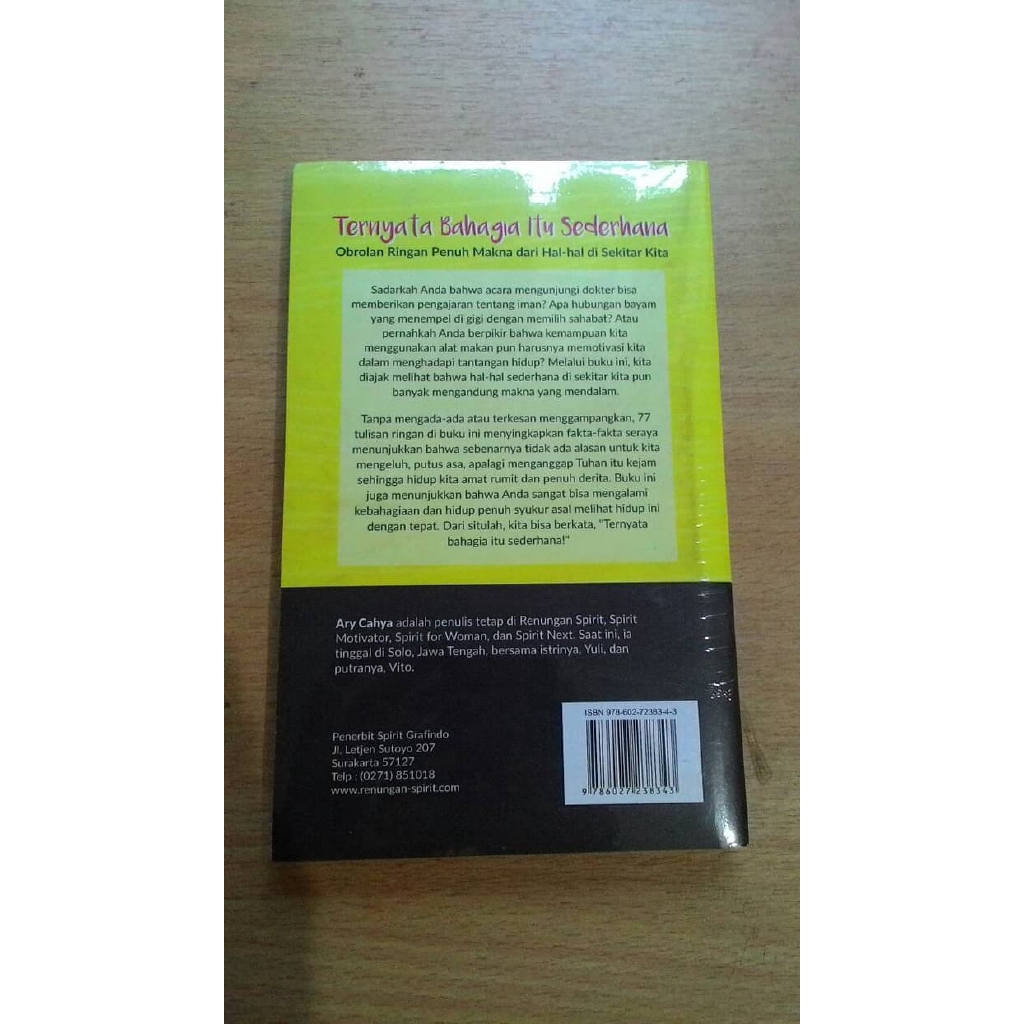 Ternyata Bahagia Itu Sederhana
Obrolan Ringan Penuh Makna dari Hal-hal di Sekitar Kita
Sadarkah Anda bahwa acara mengunjungi dokter bisa
memberikan pengajaran tentang iman? Apa hubungan bayam
yang menempel di gigi dengan memilih sahabat? Atau
pernahkah Anda berpikir bahwa kemampuan kita
menggunakan alat makan pun harusnya memotivasi kita
dalam menghadapi tantangan hidup? Melalui buku ini, kita
diajak melihat bahwa hal-hal sederhana di sekitar kita pun
banyak mengandung makna yang mendalam.
Tanpa mengada-ada atau terkesan menggampangkan, 77
tulisan ringan di buku ini menyingkapkan fakta-fakta seraya
menunjukkan bahwa sebenarnya tidak ada alasan untuk kita
mengeluh, putus asa, apalagi menganggap Tuhan itu kejam
sehingga hidup kita amat rumit dan penuh derita. Buku ini
juga menunjukkan bahwa Anda sangat bisa mengalami
kebahagiaan dan hidup penuh syukur asal melihat hidup ini
dengan tepat. Dari situlah, kita bisa berkata, "Ternyata
bahagia itu sederhana!"
Ary Cahya adalah penulis tetap di Renungan Spirit, Spirit
Motivator, Spirit for Woman, dan Spirit Next. Saat ini, ia
tinggal di Solo, Jawa Tengah, bersama istrinya, Yuli, dan
putranya, Vito.
Penerbit Spirit Grafindo
Jl. Letjen Sutoyo 207
Surakarta 57127
Telp : (0271) 851018
www.renungan-spirit.com
ISBN 978-602-72383-4-3
9 786027 238343